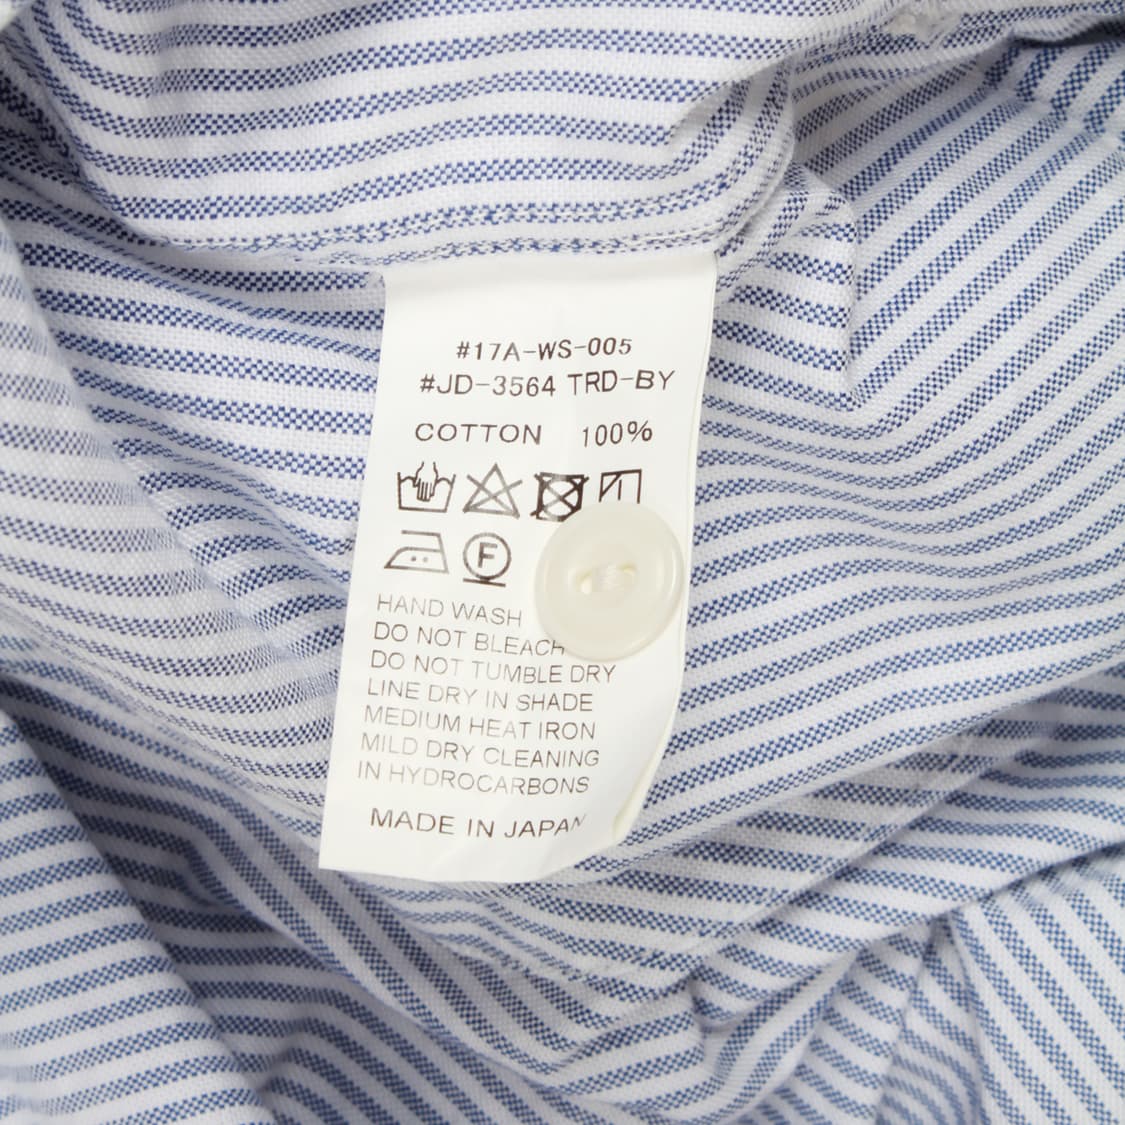 #17A-WS-005
#JD-3564 TRD-BY
COTTON 100%
F
HAND WASH
DO NOT BLEACH
DO NOT TUMBLE DRY
LINE DRY IN SHADE
MEDIUM HEAT IRON
MILD DRY CLEANING
IN HYDROCARBONS
MADE IN JAPAN